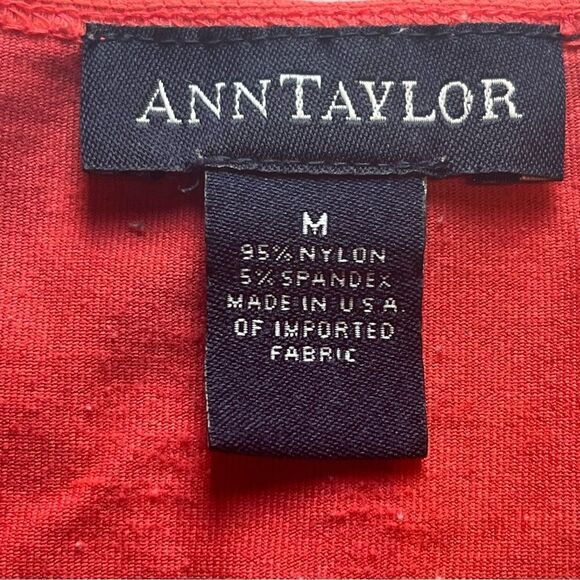 ANNTAYLOR
M
95% NYLON
5% SPANDEX
MADE IN U.S.A.
OF IMPORTED
FABRIC